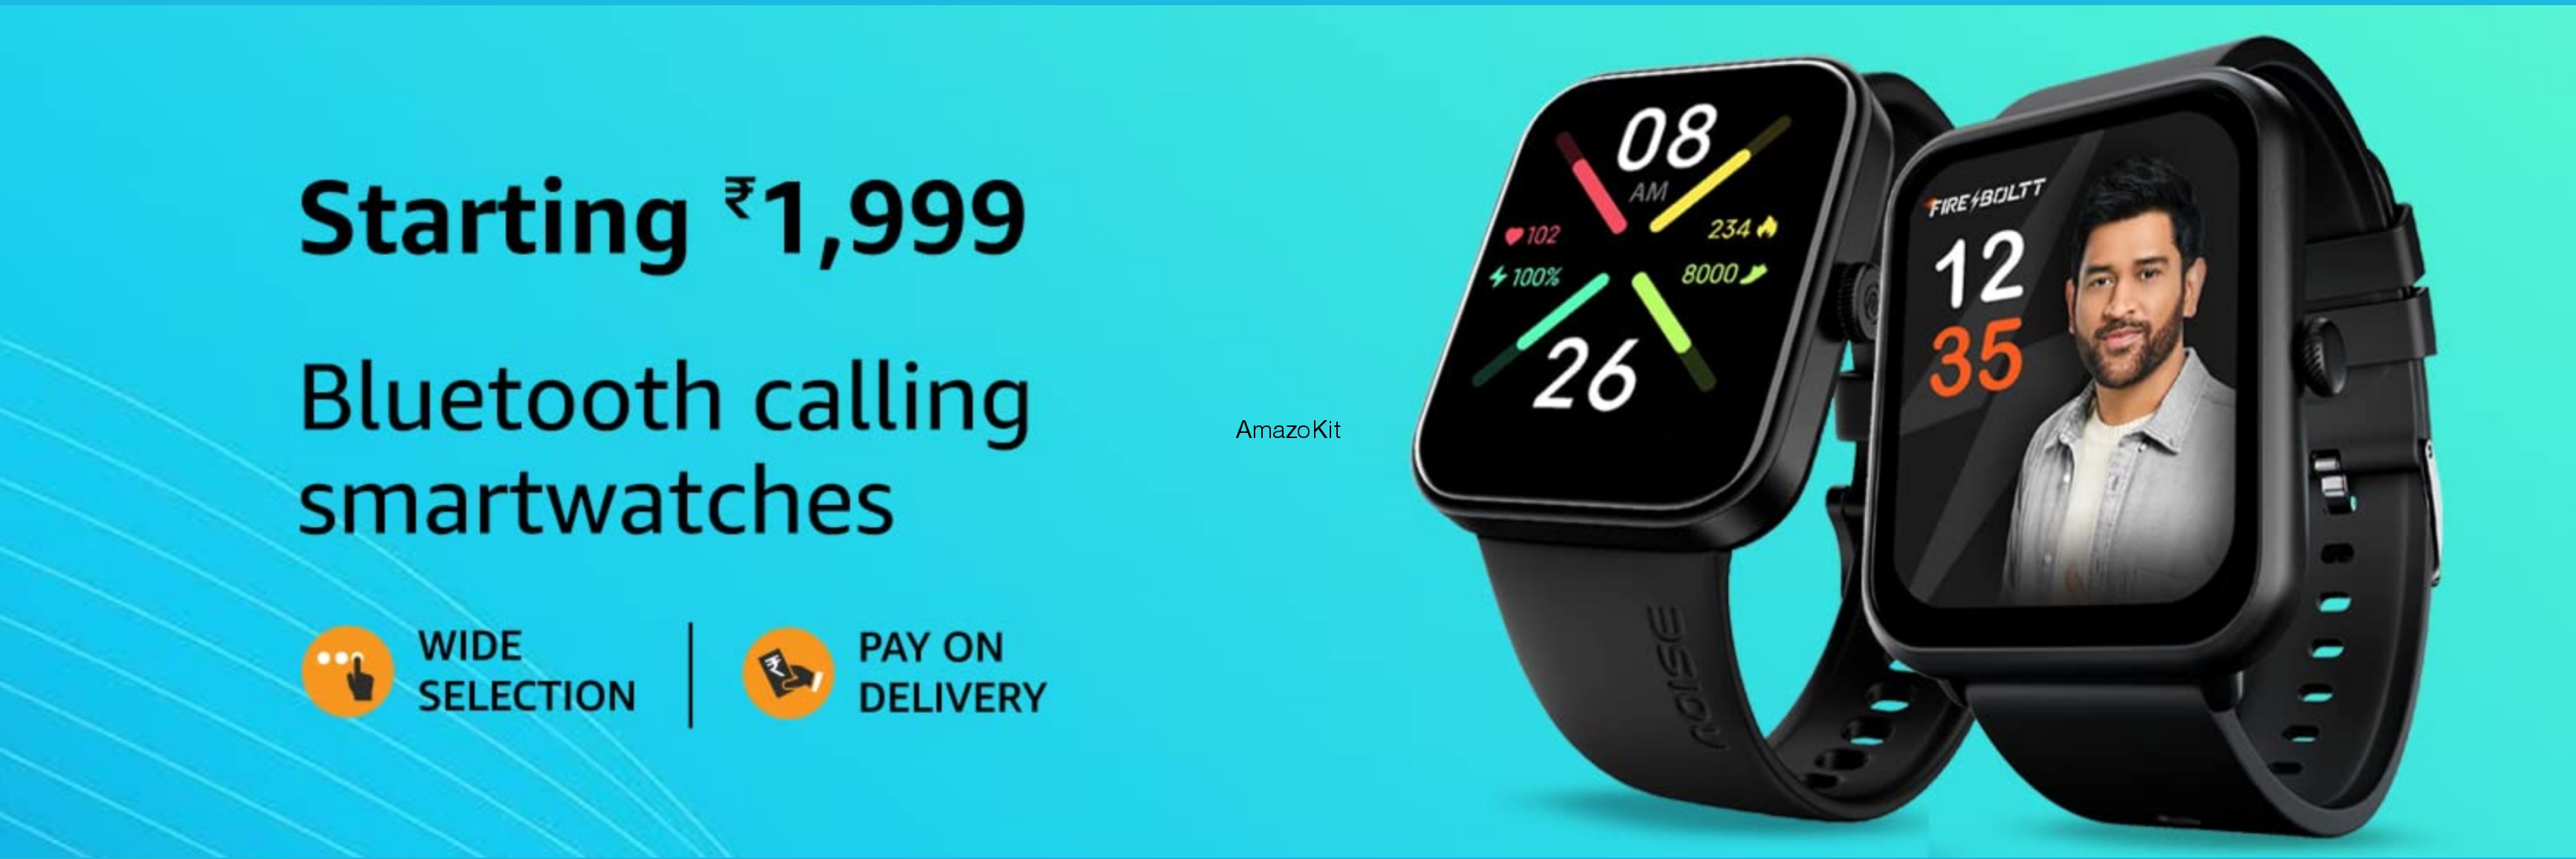 Starting ₹1,999
Bluetooth calling
smartwatches
WIDE
SELECTION
PAY ON
DELIVERY
AmazoKit
08
AM
102
234
100%
8000
26
NOISE
FIRE BOLTT
12
35